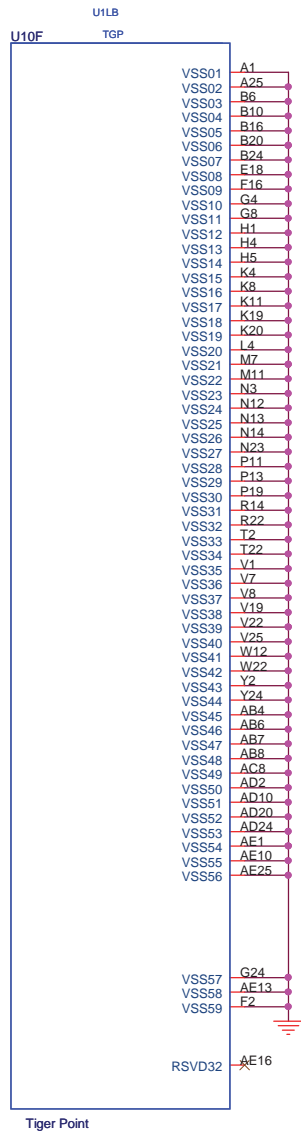 U1LB
U10F TGP
VSS01 A1
VSS02 A25
VSS03 B6
VSS04 B10
VSS05 B16
VSS06 B20
VSS07 B24
VSS08 E18
VSS09 F16
VSS10 G4
VSS11 G8
VSS12 H1
VSS13 H4
VSS14 H5
VSS15 K4
VSS16 K8
VSS17 K11
VSS18 K19
VSS19 K20
VSS20 L4
VSS21 M7
VSS22 M11
VSS23 N3
VSS24 N12
VSS25 N13
VSS26 N14
VSS27 N23
VSS28 P11
VSS29 P13
VSS30 P19
VSS31 R14
VSS32 R22
VSS33 T2
VSS34 T22
VSS35 V1
VSS36 V7
VSS37 V8
VSS38 V19
VSS39 V22
VSS40 V25
VSS41 W12
VSS42 W22
VSS43 Y2
VSS44 Y24
VSS45 AB4
VSS46 AB6
VSS47 AB7
VSS48 AB8
VSS49 AC8
VSS50 AD2
VSS51 AD10
VSS52 AD20
VSS53 AD24
VSS54 AE1
VSS55 AE10
VSS56 AE25
VSS57 G24
VSS58 AE13
VSS59 F2
RSVD32 AE16
Tiger Point